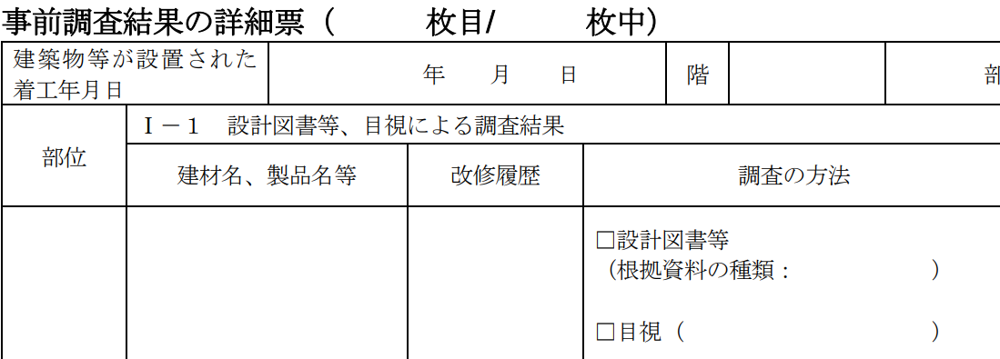 事前調査結果の詳細票（　　　枚目/　　　枚中）
建築物等が設置された
着工年月日
年　　月　　日
階
部
部位
Ⅰ－１　設計図書等、目視による調査結果
建材名、製品名等
改修履歴
調査の方法
□設計図書等
（根拠資料の種類：　　　　　　）
□目視（　　　　　　　　　　　）